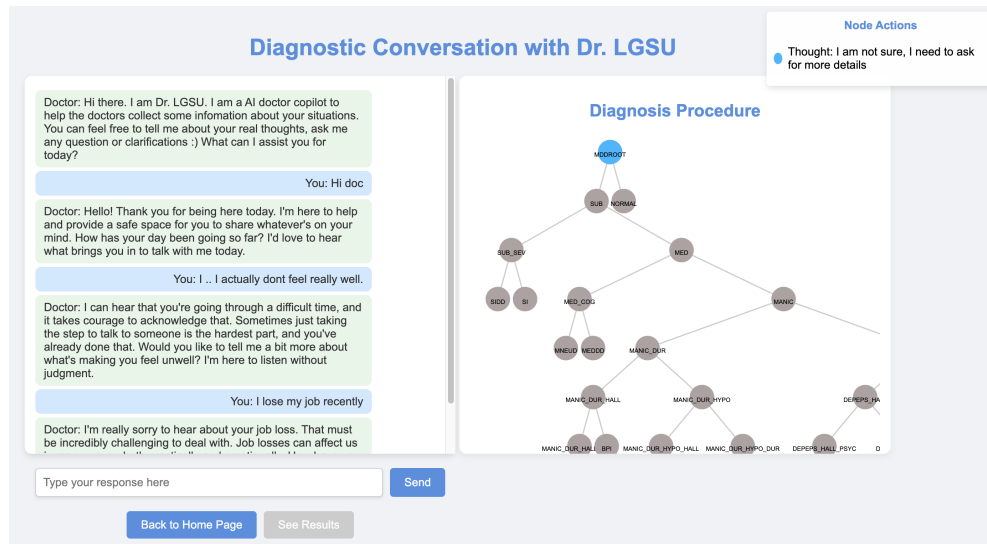 Node Actions
Thought: I am not sure, I need to ask
for more details
Diagnostic Conversation with Dr. LGSU
Doctor: Hi there. I am Dr. LGSU. I am a AI doctor copilot to
help the doctors collect some infomation about your situations.
You can feel free to tell me about your real thoughts, ask me
any question or clarifications :) What can I assist you for
today?
You: Hi doc
Doctor: Hello! Thank you for being here today. I'm here to help
and provide a safe space for you to share whatever's on your
mind. How has your day been going so far? I'd love to hear
what brings you in to talk with me today.
You: I .. I actually dont feel really well.
Doctor: I can hear that you're going through a difficult time, and
it takes courage to acknowledge that. Sometimes just taking
the step to talk to someone is the hardest part, and you've
already done that. Would you like to tell me a bit more about
what's making you feel unwell? I'm here to listen without
judgment.
You: I lose my job recently
Doctor: I'm really sorry to hear about your job loss. That must
be incredibly challenging to deal with. Job losses can affect us
Type your response here
Send
Back to Home Page
See Results
Diagnosis Procedure
MDDROOT
SUB
NORMAL
SUB_SEV
MED
SIDD
SI
MED_COG
MANIC
MNEUD
MEDDD
MANIC_DUR
MANIC_DUR_HALL
MANIC_DUR_HYPO
DEPEPS_HA
MANIC_DUR_HAL
BPI
MANIC_DUR_HYPO_HALL
MANIC_DUR_HYPO_DUR
DEPEPS_HALL_PSYC
D